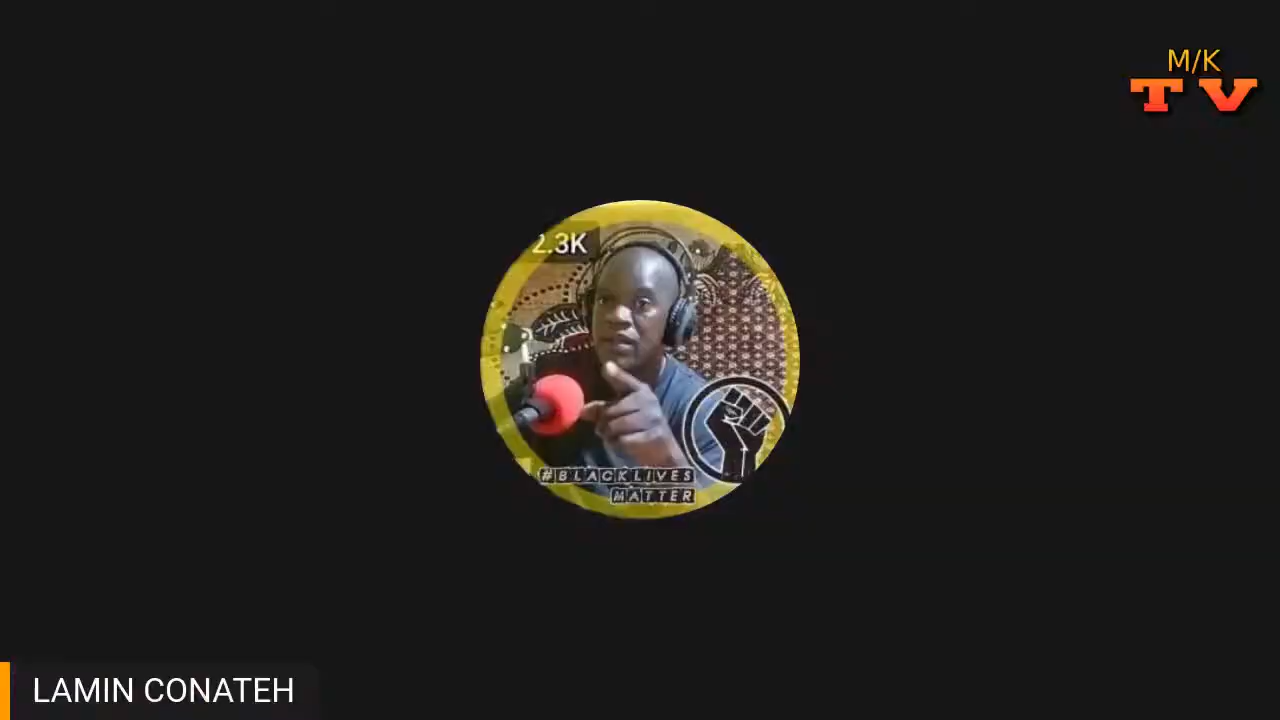 M/K
TV
2.3K
#BLACKLIVES
MATTER
LAMIN CONATEH